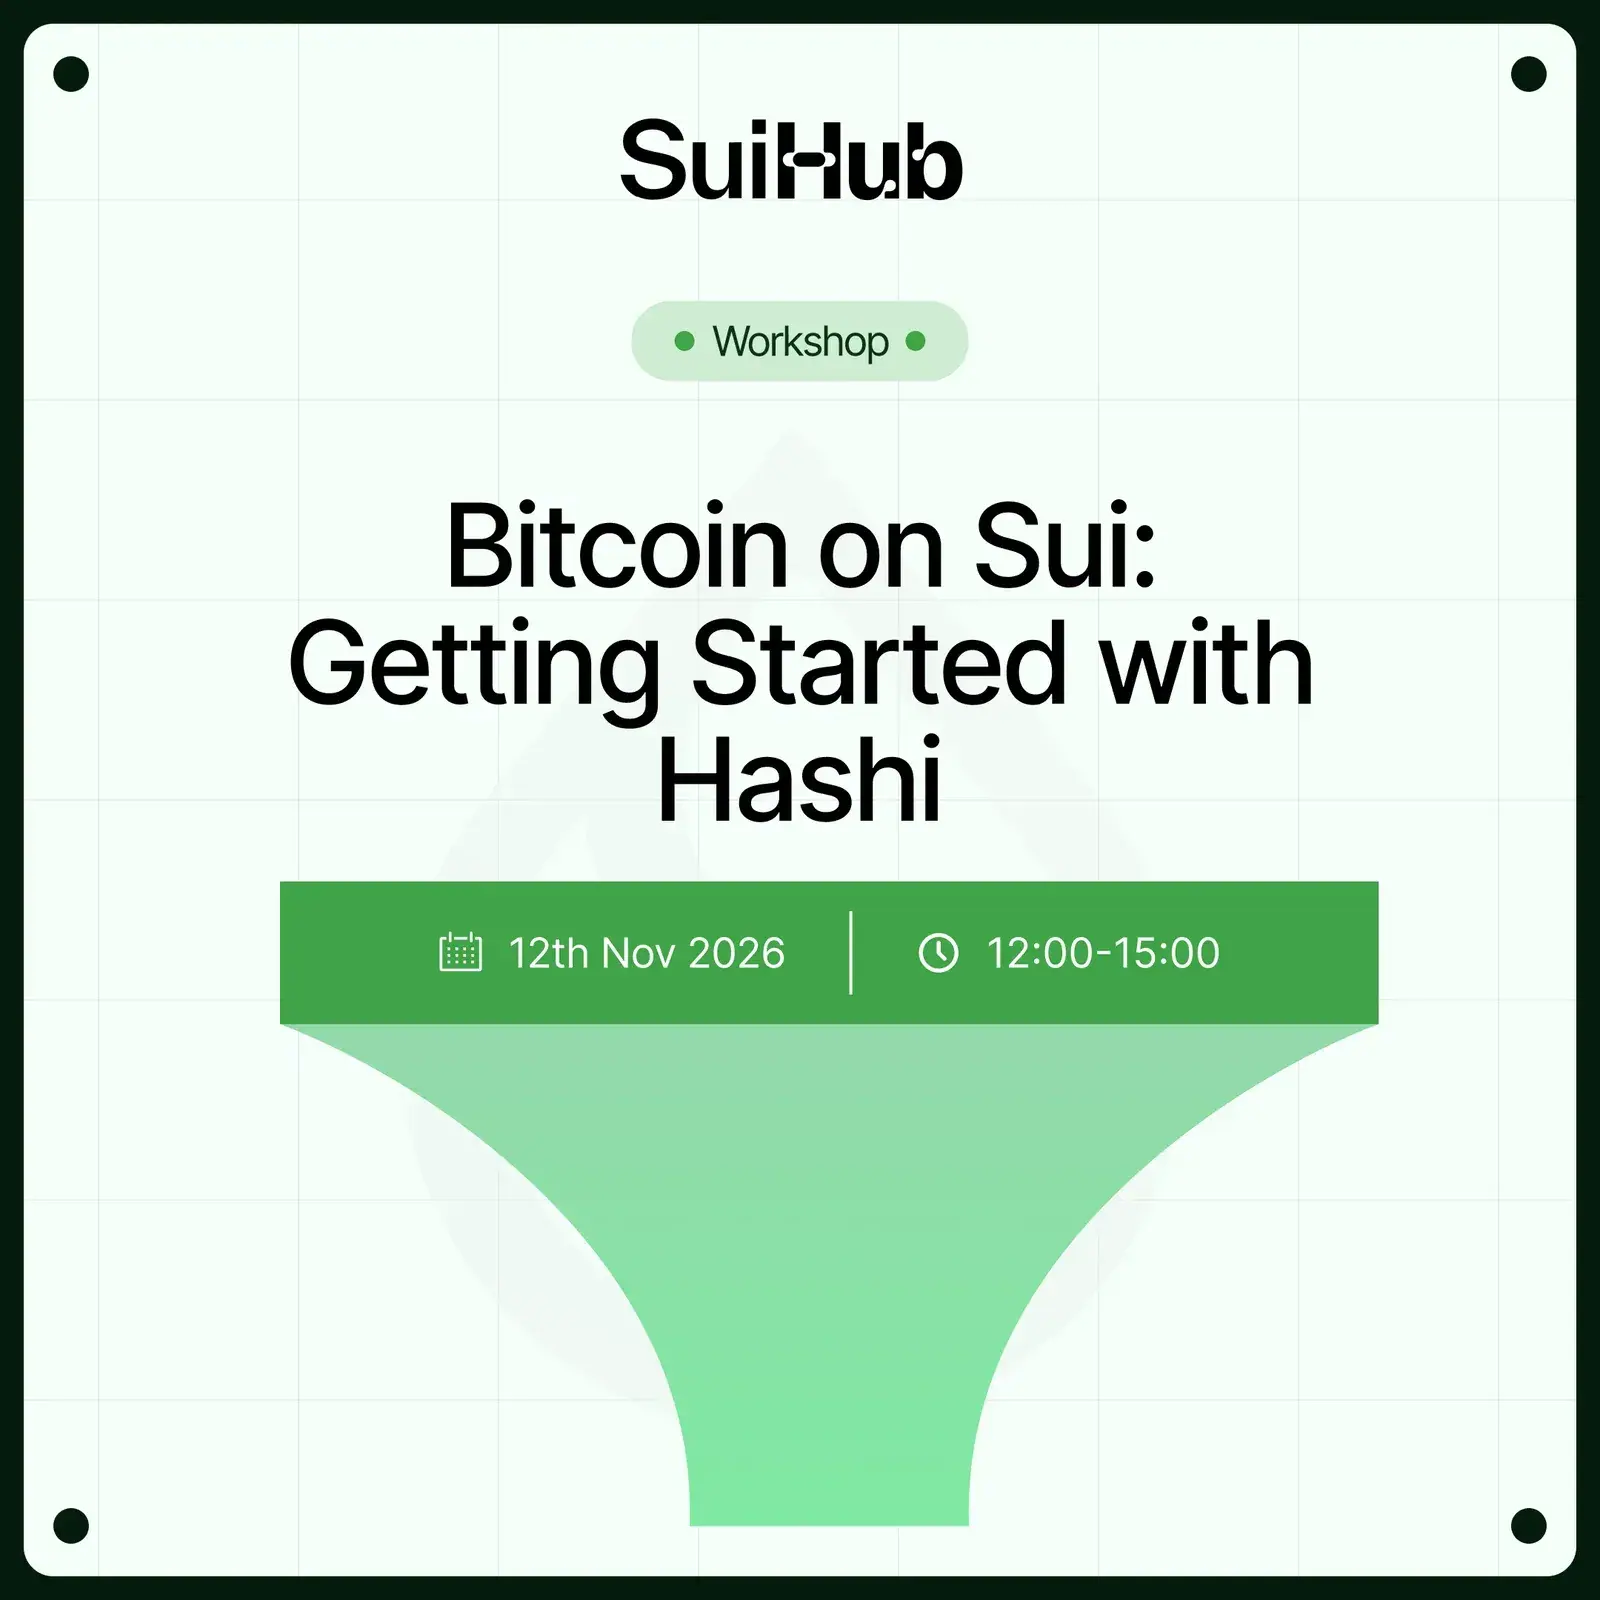 SuiHub
Workshop
Bitcoin on Sui:
Getting Started with
Hashi
12th Nov 2026
12:00-15:00